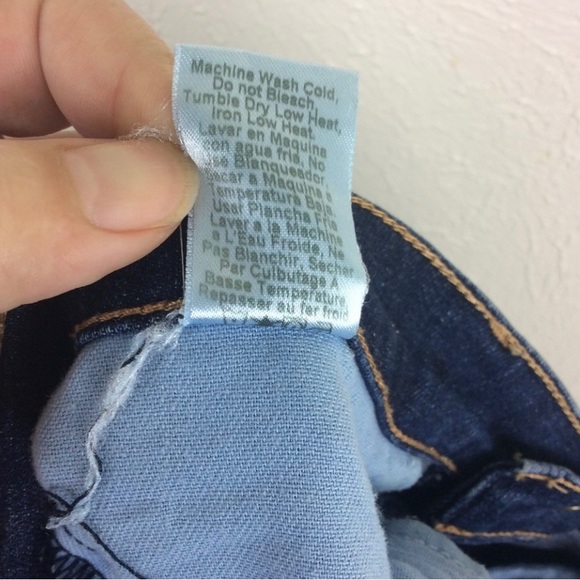 Machine Wash Cold,
Do not Bleach,
Tumble Dry Low Heat,
Iron Low Heat.
Lavar en Maquina
con agua fria, No
use Blanqueador,
Secar a Maquina a
Temperatura Baja.
Usar Plancha Fria
Laver a la Machine
a L'Eau Froide, Ne
Pas Blanchir, Secher
Par Culbutage A
Basse Temperature,
Repasser au fer froid